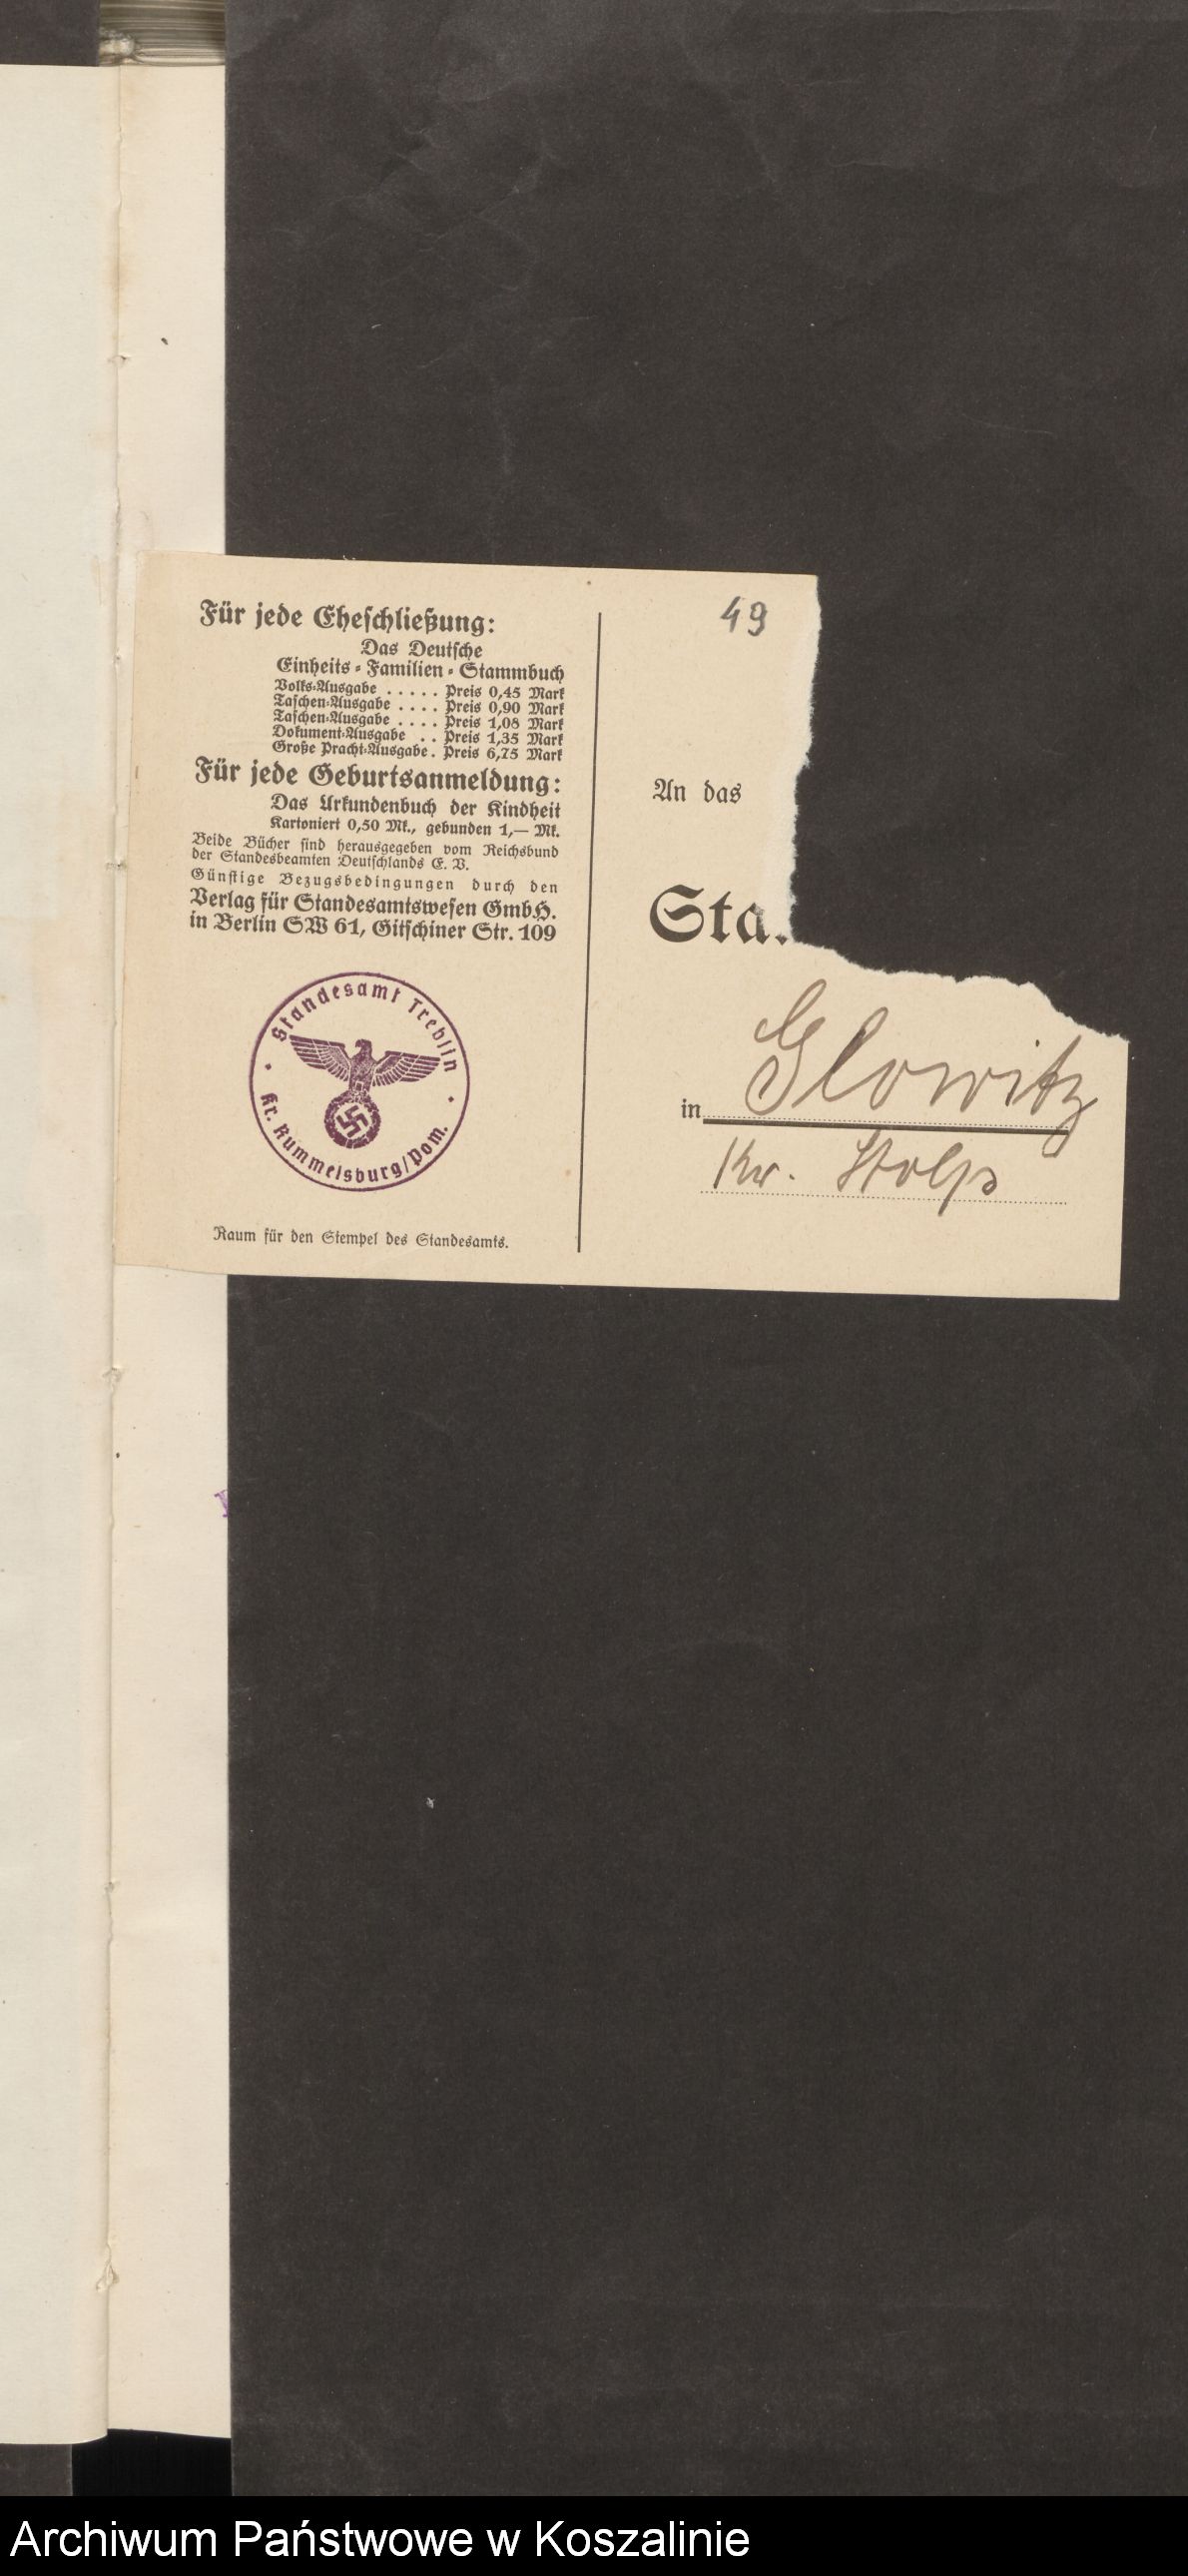 Für jede Eheschließung:
Das Deutsche
Einheits-Familien-Stammbuch
Volks-Ausgabe ..... Preis 0,45 Mark
Taschen-Ausgabe .... Preis 0,90 Mark
Taschen-Ausgabe .... Preis 1,08 Mark
Dokument-Ausgabe .. Preis 1,35 Mark
Große Pracht-Ausgabe. Preis 6,75 Mark
Für jede Geburtsanmeldung:
Das Urkundenbuch der Kindheit
Kartoniert 0,50 Mk., gebunden 1,— Mk.
Beide Bücher sind herausgegeben vom Reichsbund
der Standesbeamten Deutschlands E. V.
Günstige Bezugsbedingungen durch den
Verlag für Standesamtswesen GmbH.
in Berlin SW 61, Gitschiner Str. 109
Standesamt Treblin
Kr. Rummelsburg/Pom.
Raum für den Stempel des Standesamts.
49
An das
Sta
in Glowitz
Kr. Stolp
Archiwum Państwowe w Koszalinie